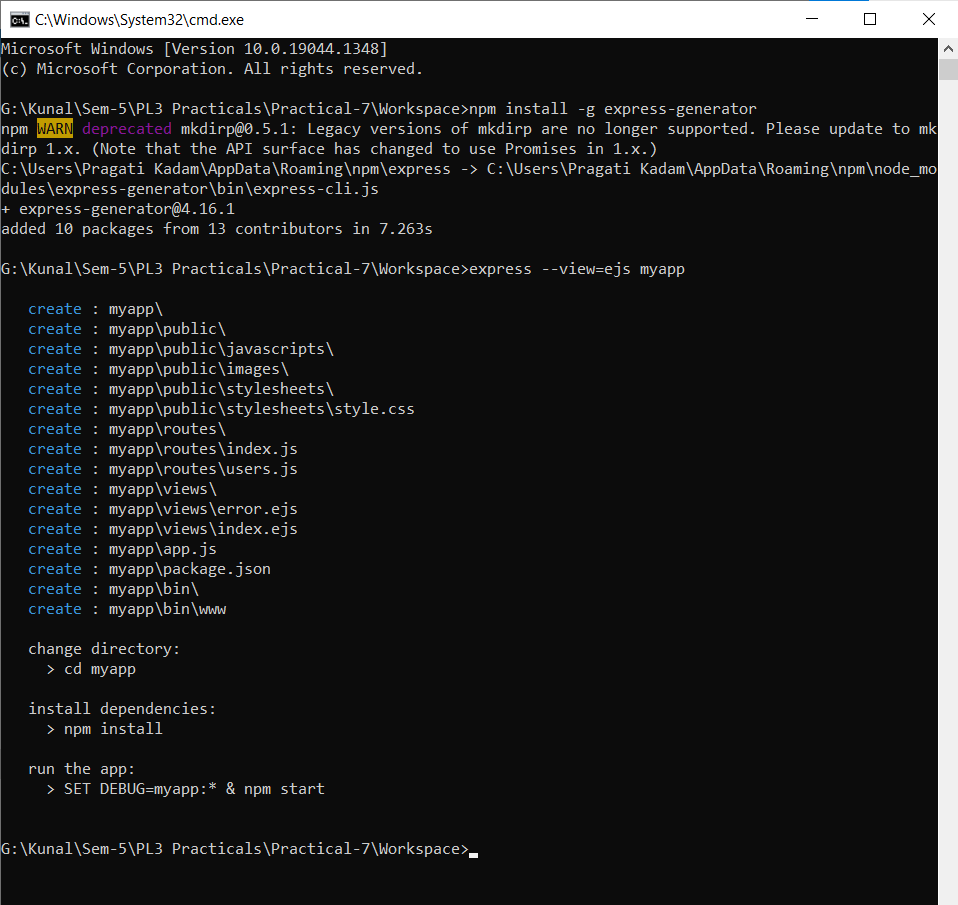 C:\Windows\System32\cmd.exe
Microsoft Windows [Version 10.0.19044.1348]
(c) Microsoft Corporation. All rights reserved.
G:\Kunal\Sem-5\PL3 Practicals\Practical-7\Workspace>npm install -g express-generator
npm WARN deprecated mkdirp@0.5.1: Legacy versions of mkdirp are no longer supported. Please update to mk
dirp 1.x. (Note that the API surface has changed to use Promises in 1.x.)
C:\Users\Pragati Kadam\AppData\Roaming\npm\express -> C:\Users\Pragati Kadam\AppData\Roaming\npm\node_mo
dules\express-generator\bin\express-cli.js
+ express-generator@4.16.1
added 10 packages from 13 contributors in 7.263s
G:\Kunal\Sem-5\PL3 Practicals\Practical-7\Workspace>express --view=ejs myapp
create : myapp\
create : myapp\public\
create : myapp\public\javascripts\
create : myapp\public\images\
create : myapp\public\stylesheets\
create : myapp\public\stylesheets\style.css
create : myapp\routes\
create : myapp\routes\index.js
create : myapp\routes\users.js
create : myapp\views\
create : myapp\views\error.ejs
create : myapp\views\index.ejs
create : myapp\app.js
create : myapp\package.json
create : myapp\bin\
create : myapp\bin\www
change directory:
> cd myapp
install dependencies:
> npm install
run the app:
> SET DEBUG=myapp:* & npm start
G:\Kunal\Sem-5\PL3 Practicals\Practical-7\Workspace>